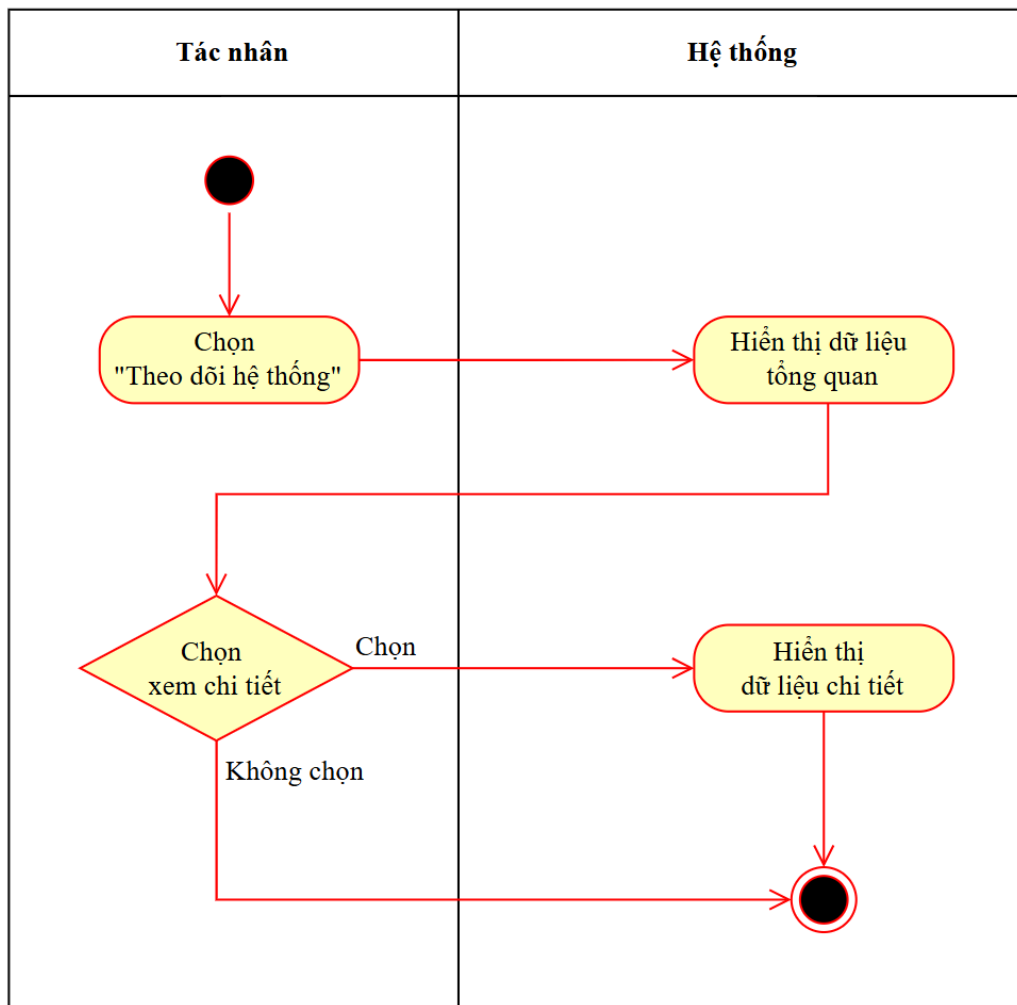 Tác nhân
Hệ thống
Chọn
"Theo dõi hệ thống"
Hiển thị dữ liệu
tổng quan
Chọn
xem chi tiết
Chọn
Hiển thị
dữ liệu chi tiết
Không chọn